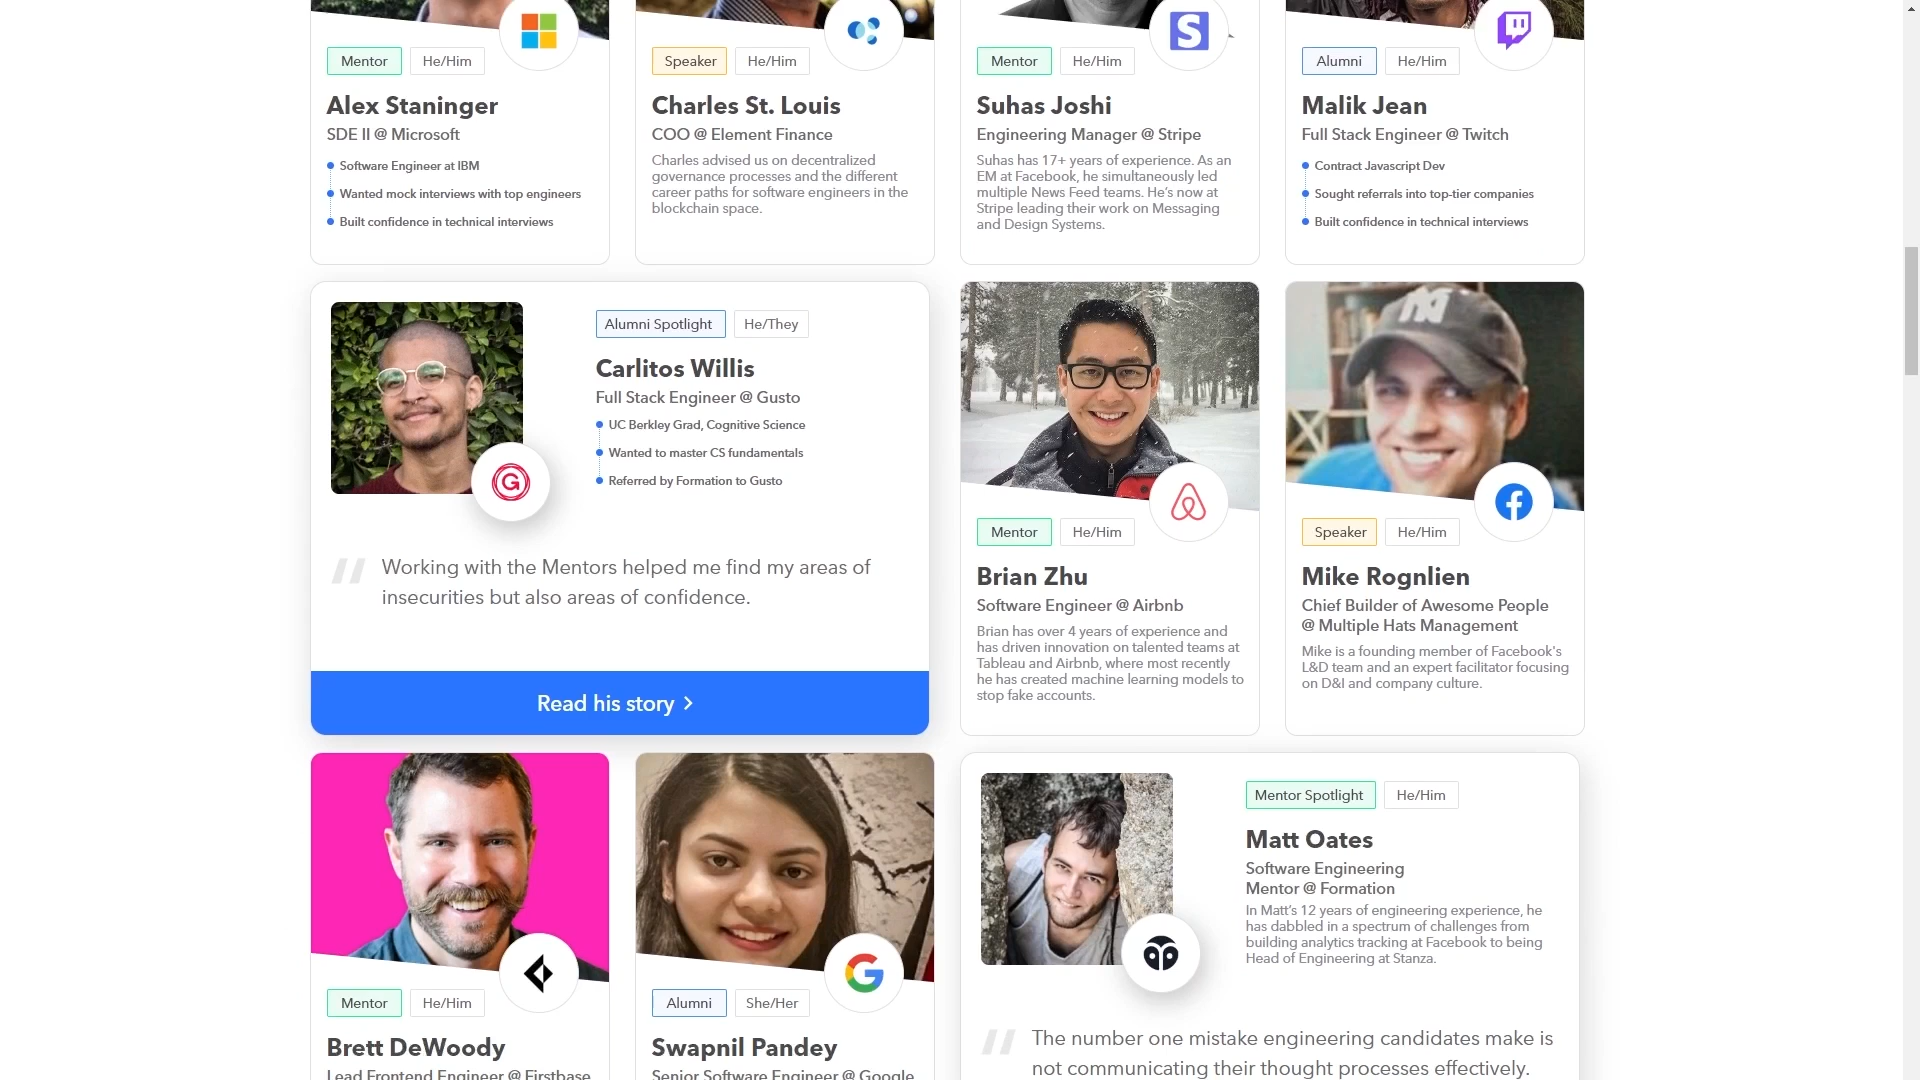 Mentor
He/Him
Alex Staninger
SDE II @ Microsoft
Software Engineer at IBM
Wanted mock interviews with top engineers
Built confidence in technical interviews
Speaker
He/Him
Charles St. Louis
COO @ Element Finance
Charles advised us on decentralized
governance processes and the different
career paths for software engineers in the
blockchain space.
S
Mentor
He/Him
Suhas Joshi
Engineering Manager @ Stripe
Suhas has 17+ years of experience. As an
EM at Facebook, he simultaneously led
multiple News Feed teams. He's now at
Stripe leading their work on Messaging
and Design Systems.
Alumni
He/Him
Malik Jean
Full Stack Engineer @ Twitch
Contract Javascript Dev
Sought referrals into top-tier companies
Built confidence in technical interviews
G
Alumni Spotlight
He/They
Carlitos Willis
Full Stack Engineer @ Gusto
UC Berkley Grad, Cognitive Science
Wanted to master CS fundamentals
Referred by Formation to Gusto
Working with the Mentors helped me find my areas of
insecurities but also areas of confidence.
Read his story
Mentor
He/Him
Brian Zhu
Software Engineer @ Airbnb
Brian has over 4 years of experience and
has driven innovation on talented teams at
Tableau and Airbnb, where most recently
he has created machine learning models to
stop fake accounts.
Speaker
He/Him
Mike Rognlien
Chief Builder of Awesome People
@ Multiple Hats Management
Mike is a founding member of Facebook's
L&D team and an expert facilitator focusing
on D&I and company culture.
Mentor
He/Him
Brett DeWoody
Lead Frontend Engineer @ Firstbase
G
Alumni
She/Her
Swapnil Pandey
Senior Software Engineer @ Google
Mentor Spotlight
He/Him
Matt Oates
Software Engineering
Mentor @ Formation
In Matt's 12 years of engineering experience, he
has dabbled in a spectrum of challenges from
building analytics tracking at Facebook to being
Head of Engineering at Stanza.
The number one mistake engineering candidates make is
not communicating their thought processes effectively.